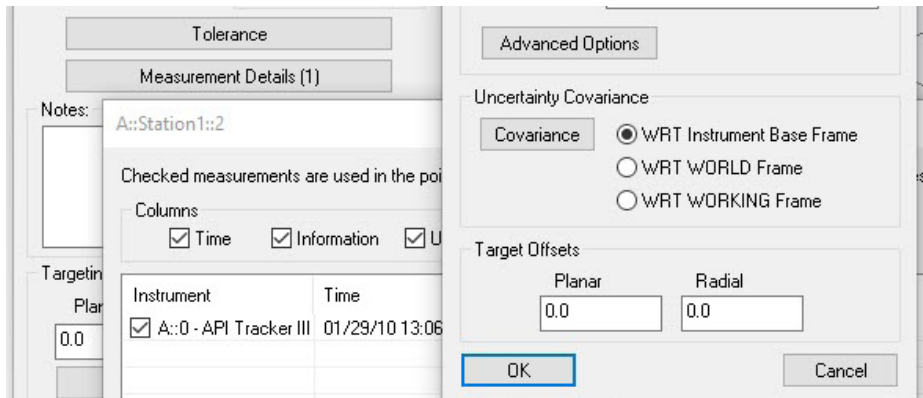 Tolerance
Measurement Details (1)
Notes:
Targetin
Plar
0.0
A::Station1::2
Checked measurements are used in the poi
Columns
Time Information U
Instrument Time
A::0 - API Tracker III 01/29/10 13:06
Advanced Options
Uncertainty Covariance
Covariance
WRT Instrument Base Frame
WRT WORLD Frame
WRT WORKING Frame
Target Offsets
Planar Radial
0.0 0.0
OK Cancel